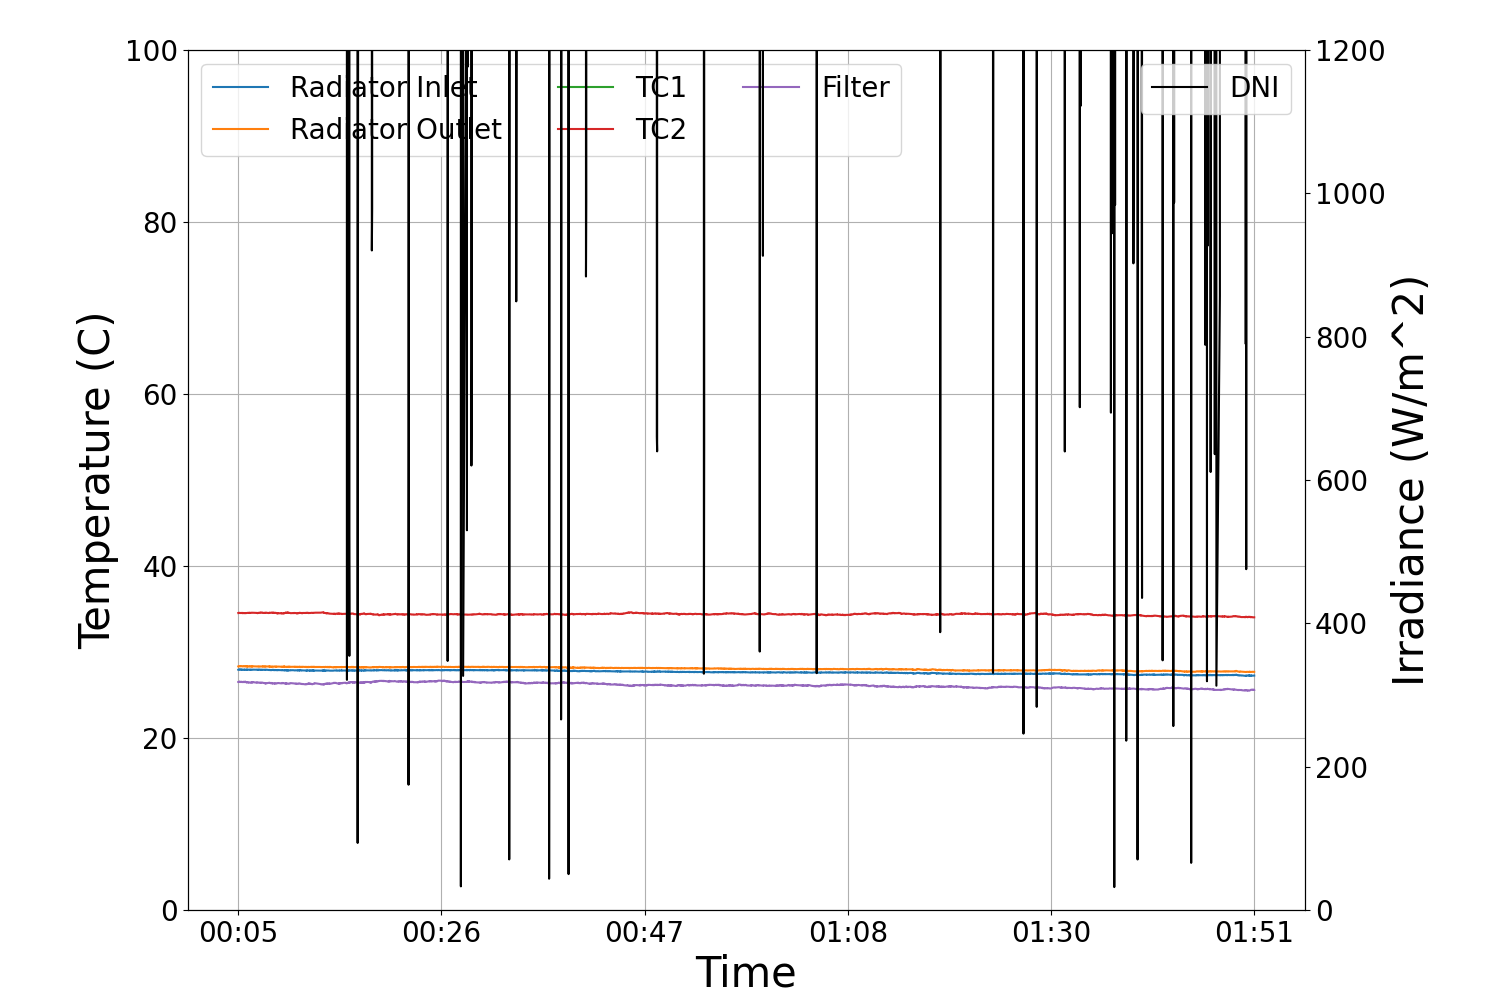 100
80
60
40
20
0
Temperature (C)
Radiator Inlet
Radiator Outlet
TC1
TC2
Filter
DNI
1200
1000
800
600
400
200
0
Irradiance (W/m^2)
00:05 00:26 00:47 01:08 01:30 01:51
Time